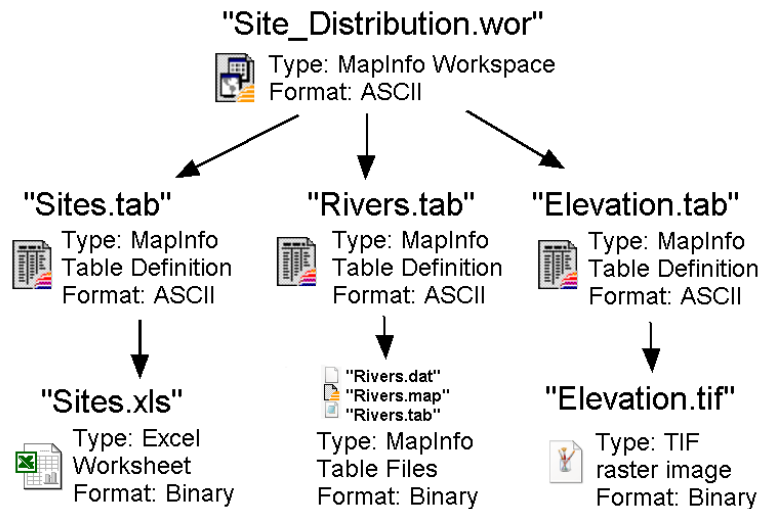 "Site_Distribution.wor"
Type: MapInfo Workspace
Format: ASCII
"Sites.tab"
Type: MapInfo
Table Definition
Format: ASCII
"Rivers.tab"
Type: MapInfo
Table Definition
Format: ASCII
"Elevation.tab"
Type: MapInfo
Table Definition
Format: ASCII
"Sites.xls"
Type: Excel
Worksheet
Format: Binary
"Rivers.dat"
"Rivers.map"
"Rivers.tab"
Type: MapInfo
Table Files
Format: Binary
"Elevation.tif"
Type: TIF
raster image
Format: Binary